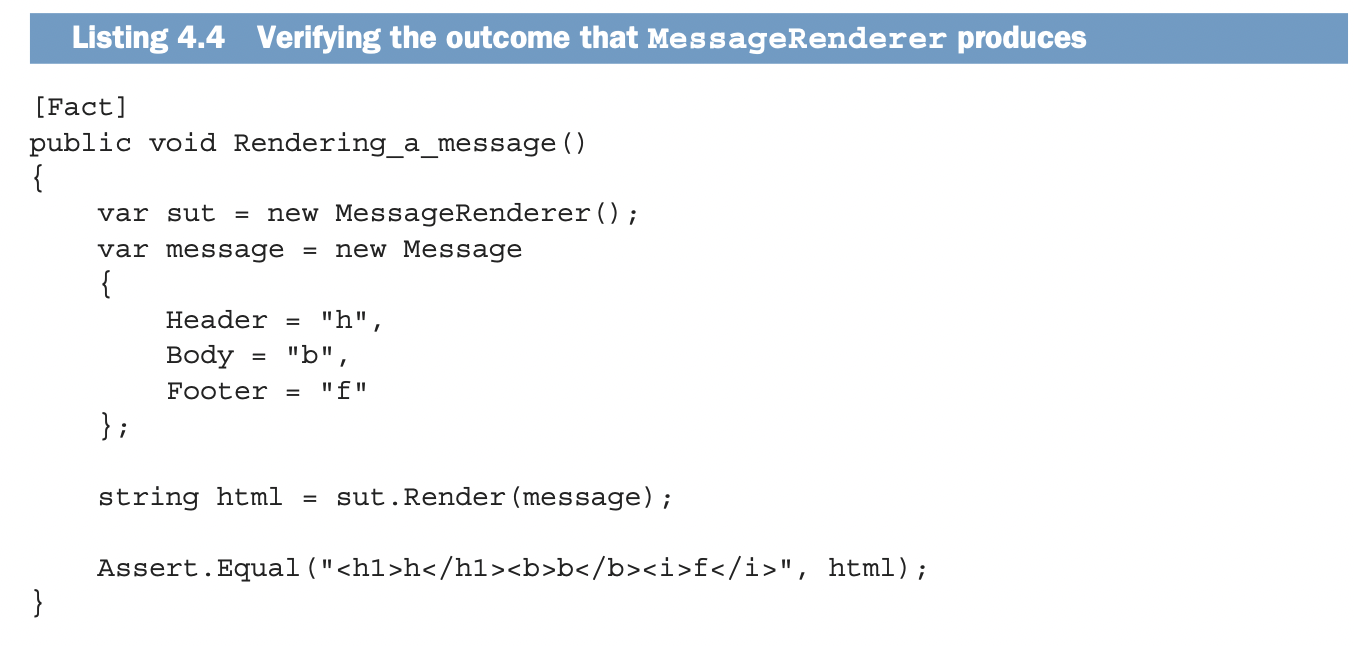 Listing 4.4 Verifying the outcome that MessageRenderer produces
[Fact]
public void Rendering_a_message()
{
    var sut = new MessageRenderer();
    var message = new Message
    {
        Header = "h",
        Body = "b",
        Footer = "f"
    };
    string html = sut.Render(message);
    Assert.Equal("<h1>h</h1><b>b</b><i>f</i>", html);
}